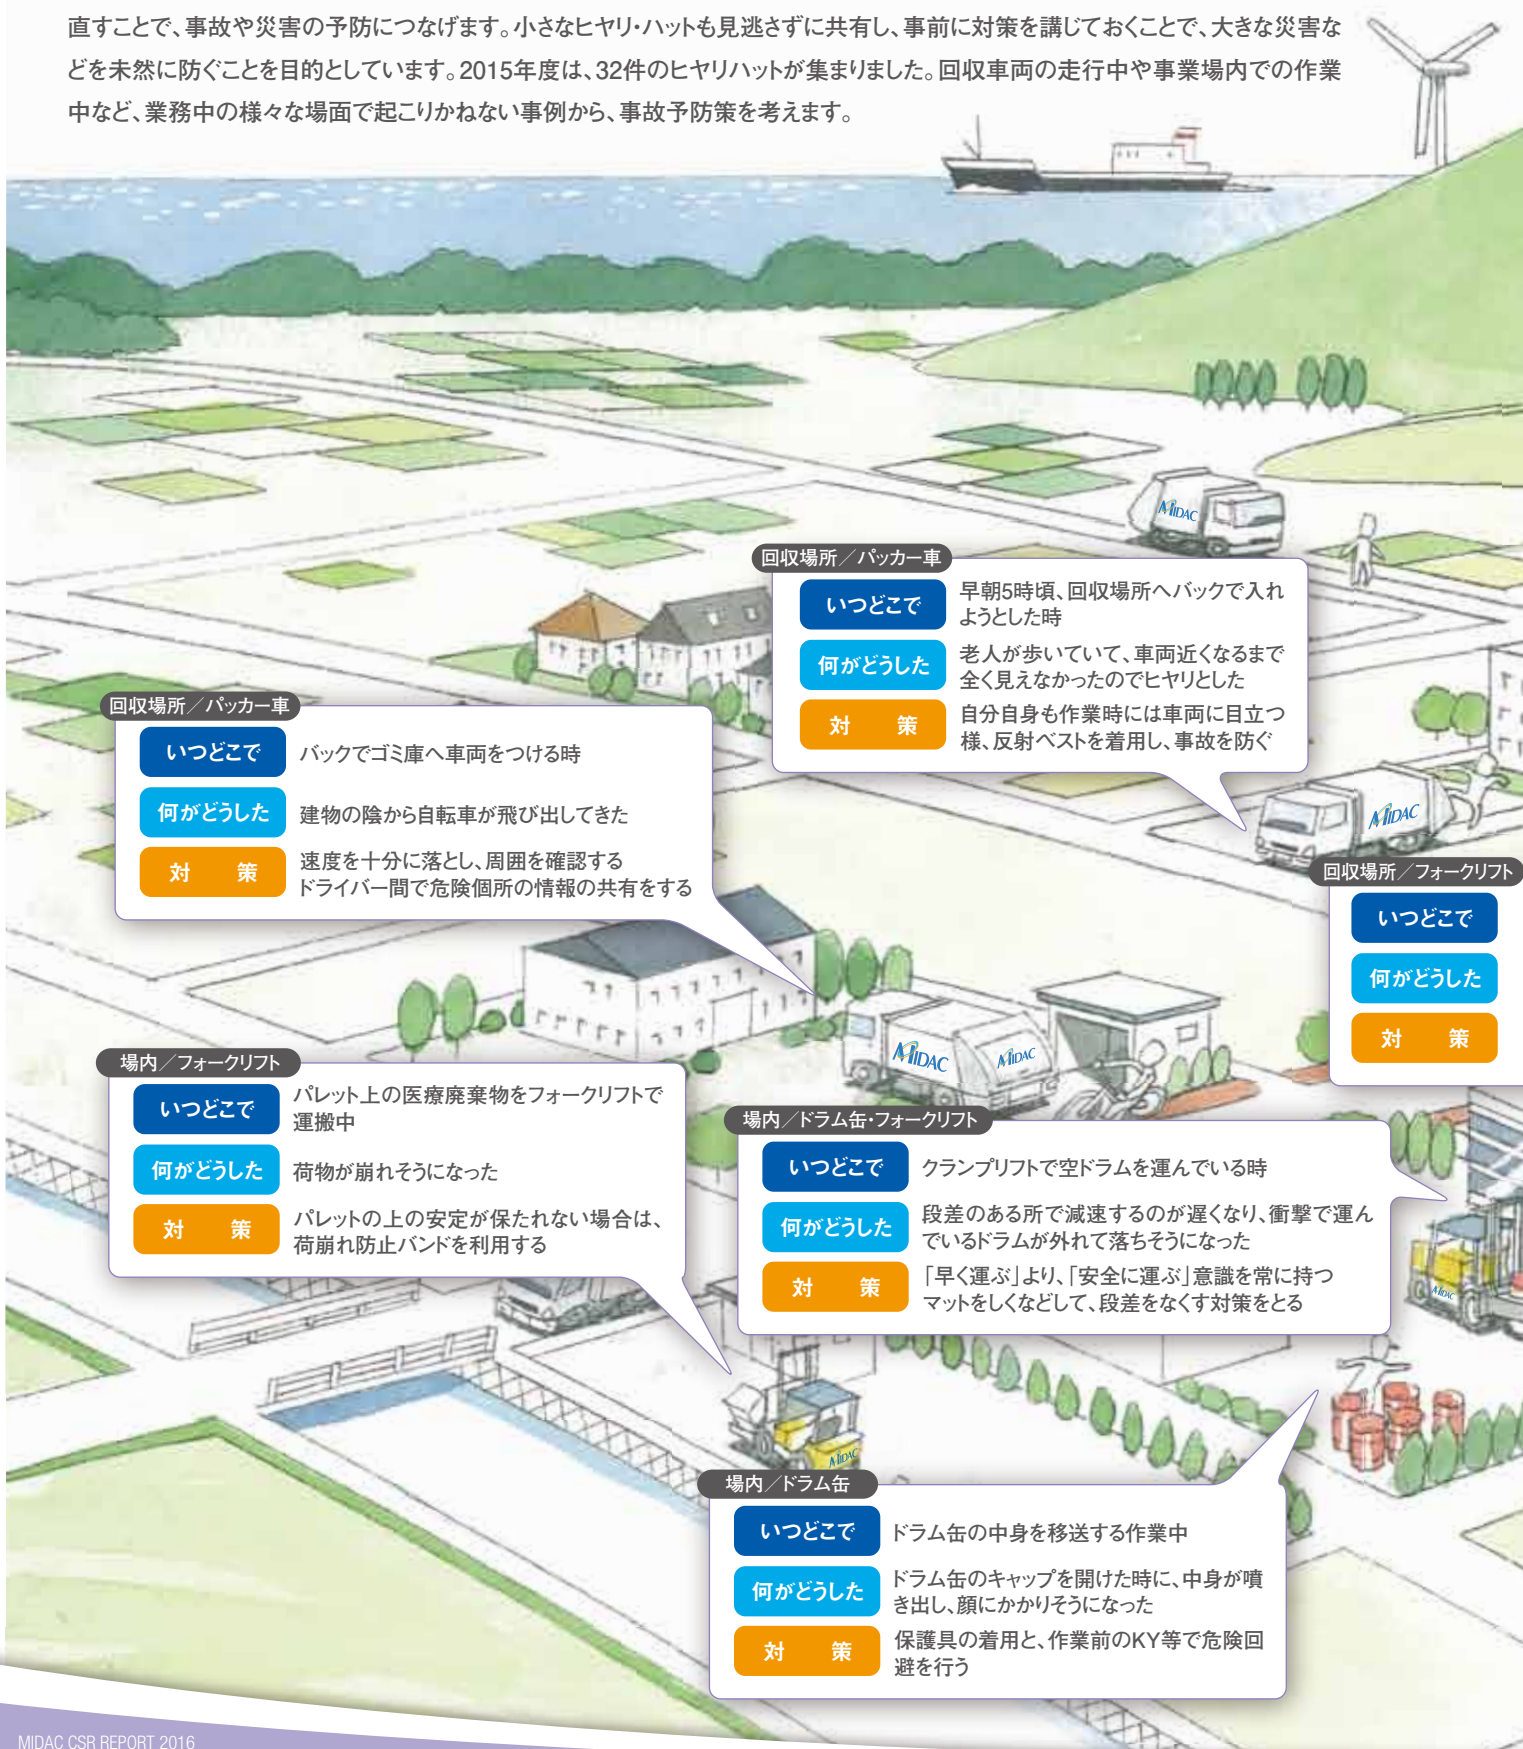 直すことで、事故や災害の予防につなげます。小さなヒヤリ・ハットも見逃さずに共有し、事前に対策を講じておくことで、大きな災害な
どを未然に防ぐことを目的としています。2015年度は、32件のヒヤリハットが集まりました。回収車両の走行中や事業場内での作業
中など、業務中の様々な場面で起こりかねない事例から、事故予防策を考えます。
MIDAC
回収場所／パッカー車
いつどこで
早朝5時頃、回収場所へバックで入れ
ようとした時
何がどうした
老人が歩いていて、車両近くなるまで
全く見えなかったのでヒヤリとした
対　策
自分自身も作業時には車両に目立つ
様、反射ベストを着用し、事故を防ぐ
MIDAC
回収場所／パッカー車
いつどこで
バックでゴミ庫へ車両をつける時
何がどうした
建物の陰から自転車が飛び出してきた
対　策
速度を十分に落とし、周囲を確認する
ドライバー間で危険個所の情報の共有をする
回収場所／フォークリフト
いつどこで
何がどうした
対　策
MIDAC
MIDAC
場内／フォークリフト
いつどこで
パレット上の医療廃棄物をフォークリフトで
運搬中
何がどうした
荷物が崩れそうになった
対　策
パレットの上の安定が保たれない場合は、
荷崩れ防止バンドを利用する
場内／ドラム缶・フォークリフト
いつどこで
クランプリフトで空ドラムを運んでいる時
何がどうした
段差のある所で減速するのが遅くなり、衝撃で運ん
でいるドラムが外れて落ちそうになった
対　策
「早く運ぶ」より、「安全に運ぶ」意識を常に持つ
マットをしくなどして、段差をなくす対策をとる
MIDAC
MIDAC
場内／ドラム缶
いつどこで
ドラム缶の中身を移送する作業中
何がどうした
ドラム缶のキャップを開けた時に、中身が噴
き出し、顔にかかりそうになった
対　策
保護具の着用と、作業前のKY等で危険回
避を行う
MIDAC CSR REPORT 2016